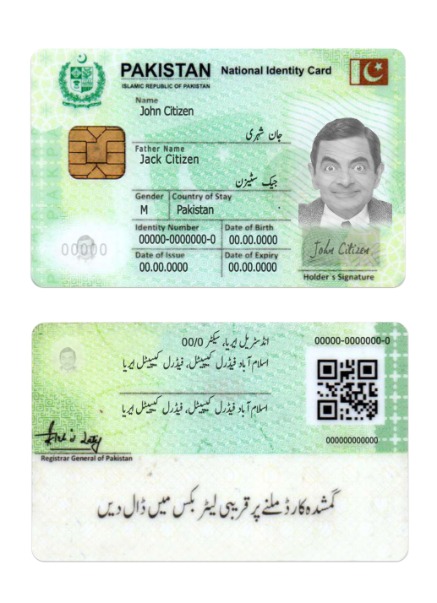 PAKISTAN National Identity Card
ISLAMIC REPUBLIC OF PAKISTAN
Name
John Citizen
جان شہری
Father Name
Jack Citizen
جیک سٹیزن
Gender Country of Stay
M Pakistan
Identity Number Date of Birth
00000-0000000-0 00.00.0000
Date of Issue Date of Expiry
00.00.0000 00.00.0000
00000
John Citizen
Holder's Signature
انڈسٹریل ایریا، سیکٹر 00/0
اسلام آباد فیڈرل کیپیٹل، فیڈرل کیپیٹل ایریا
اسلام آباد فیڈرل کیپیٹل، فیڈرل کیپیٹل ایریا
00000-0000000-0
000000000000
Registrar General of Pakistan
گمشدہ کارڈ ملنے پر قریبی لیٹر بکس میں ڈال دیں